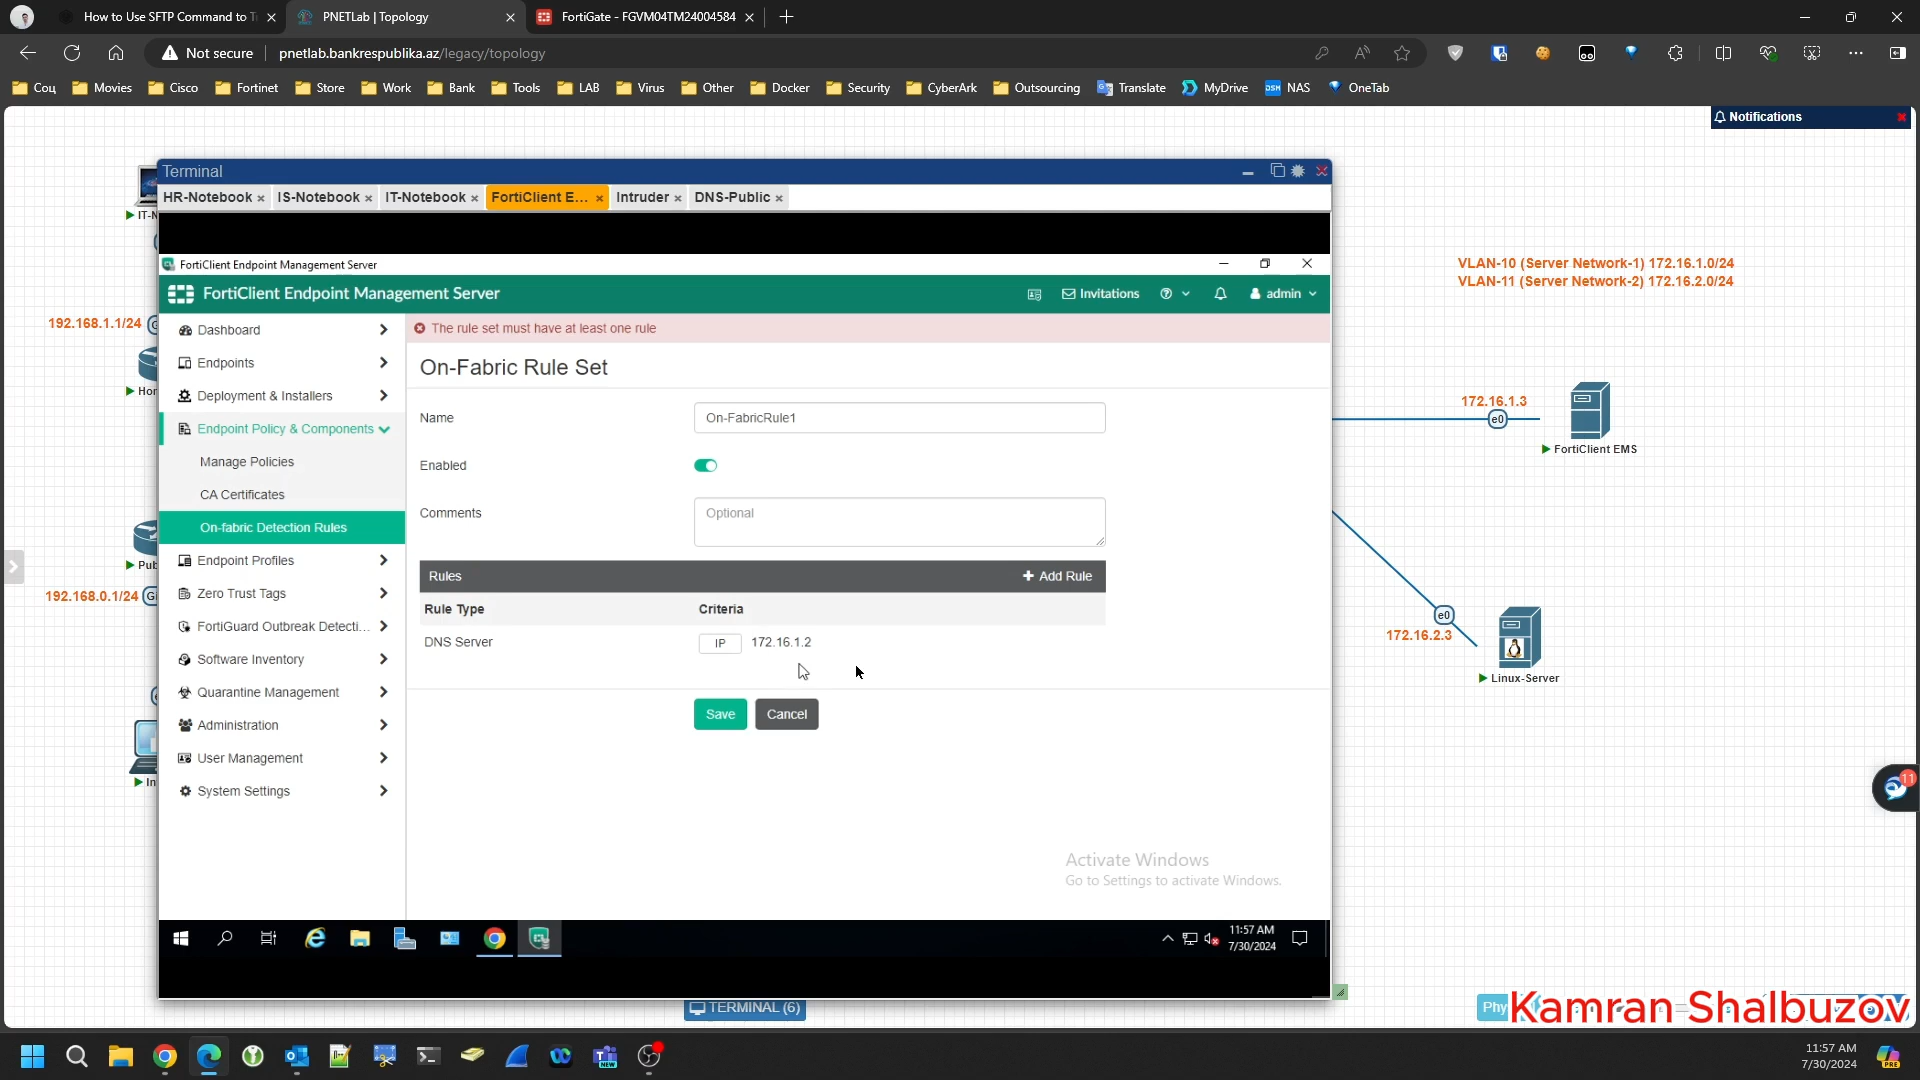 How to Use SFTP Command to T
PNETLab | Topology
FortiGate - FGVM04TM24004584
Not secure
pnetlab.bankrespublika.az/legacy/topology
Соц
Movies
Cisco
Fortinet
Store
Work
Bank
Tools
LAB
Virus
Other
Docker
Security
CyberArk
Outsourcing
Translate
MyDrive
NAS
OneTab
Notifications
Terminal
HR-Notebook
IS-Notebook
IT-Notebook
FortiClient E...
Intruder
DNS-Public
IT-N
192.168.1.1/24
Hor
Pub
192.168.0.1/24
Gi
In
FortiClient Endpoint Management Server
FortiClient Endpoint Management Server
Invitations
admin
Dashboard
Endpoints
Deployment & Installers
Endpoint Policy & Components
Manage Policies
CA Certificates
On-fabric Detection Rules
Endpoint Profiles
Zero Trust Tags
FortiGuard Outbreak Detecti...
Software Inventory
Quarantine Management
Administration
User Management
System Settings
The rule set must have at least one rule
On-Fabric Rule Set
Name
On-FabricRule1
Enabled
Comments
Optional
Rules
Add Rule
Rule Type
Criteria
DNS Server
IP
172.16.1.2
Save
Cancel
Activate Windows
Go to Settings to activate Windows.
11:57 AM
7/30/2024
VLAN-10 (Server Network-1) 172.16.1.0/24
VLAN-11 (Server Network-2) 172.16.2.0/24
172.16.1.3
e0
FortiClient EMS
e0
172.16.2.3
Linux-Server
11
TERMINAL (6)
Phy
Kamran Shalbuzov
11:57 AM
7/30/2024